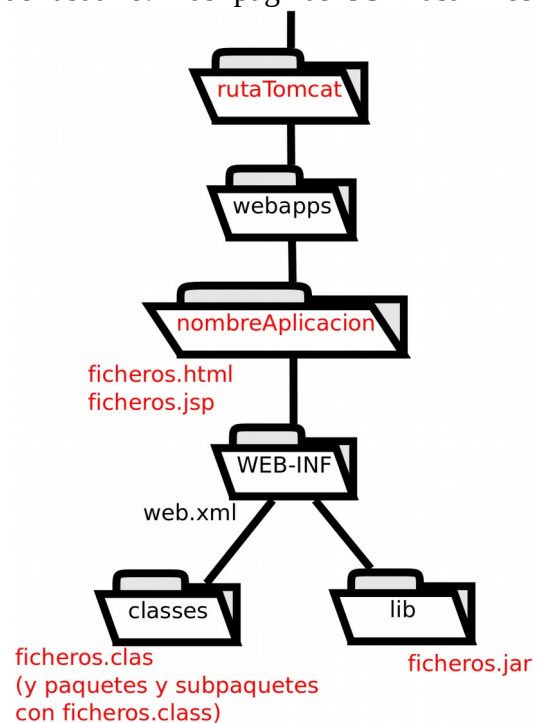 rutaTomcat
webapps
nombreAplicacion
ficheros.html
ficheros.jsp
WEB-INF
web.xml
classes
lib
ficheros.clas
(y paquetes y subpaquetes
con ficheros.class)
ficheros.jar